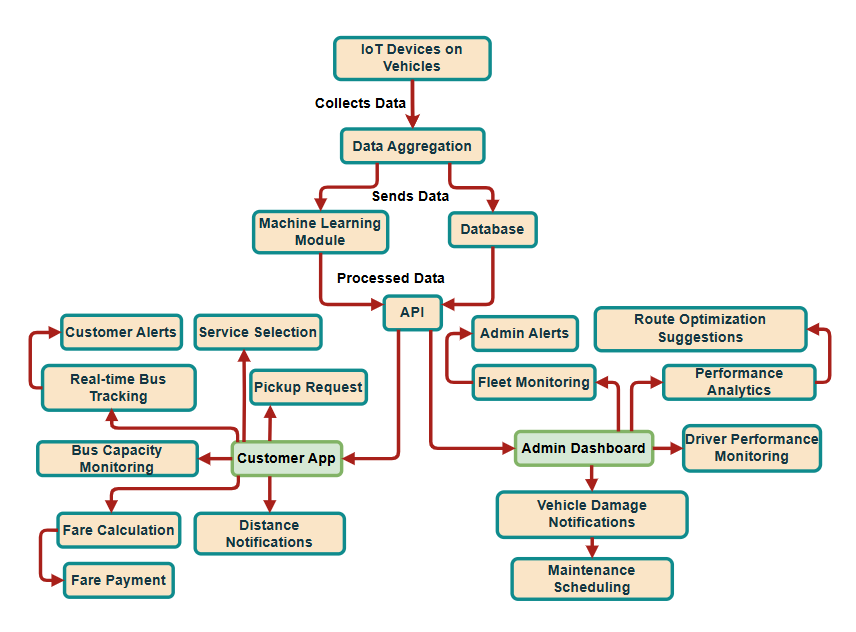 IoT Devices on
Vehicles
Collects Data
Data Aggregation
Sends Data
Machine Learning
Module
Database
Processed Data
API
Customer Alerts
Service Selection
Admin Alerts
Route Optimization
Suggestions
Real-time Bus
Tracking
Pickup Request
Fleet Monitoring
Performance
Analytics
Bus Capacity
Monitoring
Customer App
Admin Dashboard
Driver Performance
Monitoring
Fare Calculation
Distance
Notifications
Vehicle Damage
Notifications
Fare Payment
Maintenance
Scheduling